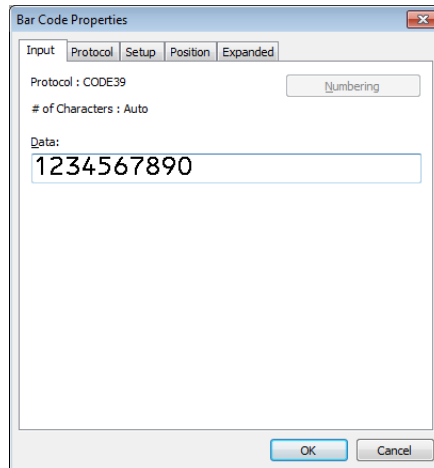 Bar Code Properties
Input Protocol Setup Position Expanded
Protocol : CODE39 Numbering
# of Characters : Auto
Data:
1234567890
OK Cancel